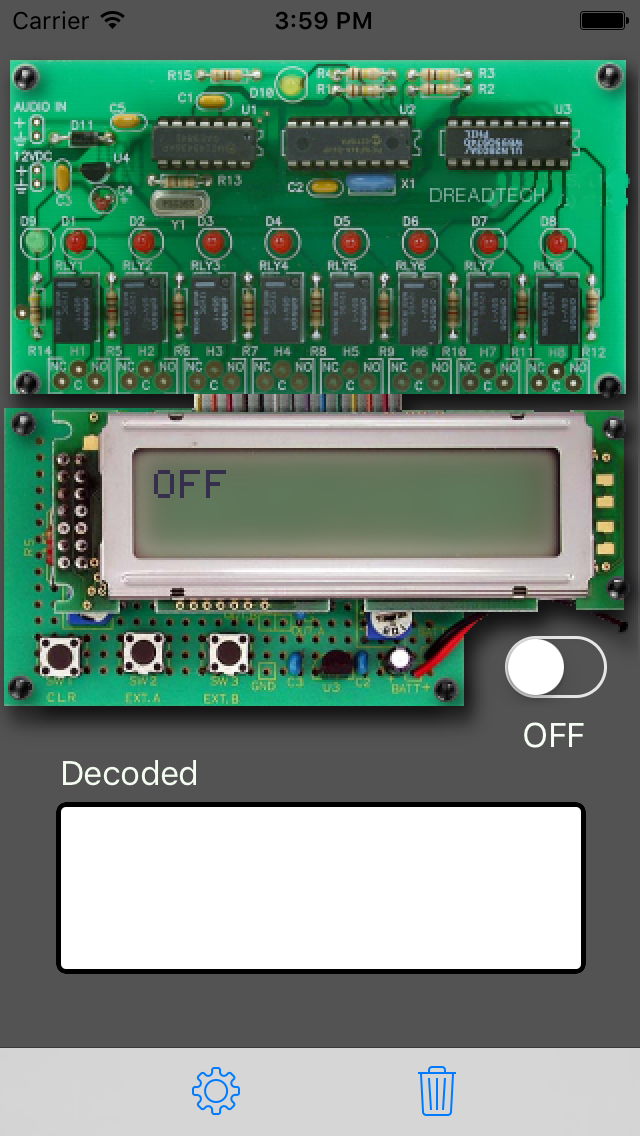 Carrier 3:59 PM
R15 R4 R3
D10 R1 R2
C1
AUDIO IN C5 U1 U2 U3
D11
12VDC U4
R13
C2 X1
C3 C4 DREADTECH
Y1
D9 D1 D2 D3 D4 D5 D6 D7 D8
RLY1 RLY2 RLY3 RLY4 RLY5 RLY6 RLY7 RLY8
R14 H1 R5 H2 R6 H3 R7 H4 R8 H5 R9 H6 R10 H7 R11 H8 R12
NC NO NC NO NC NO NC NO NC NO NC NO NC NO NC NO
C C C C C C C C
OFF
R5
SW1 SW2 SW3 GND C3 U3 C2 BATT+
CLR EXT.A EXT.B
OFF
Decoded